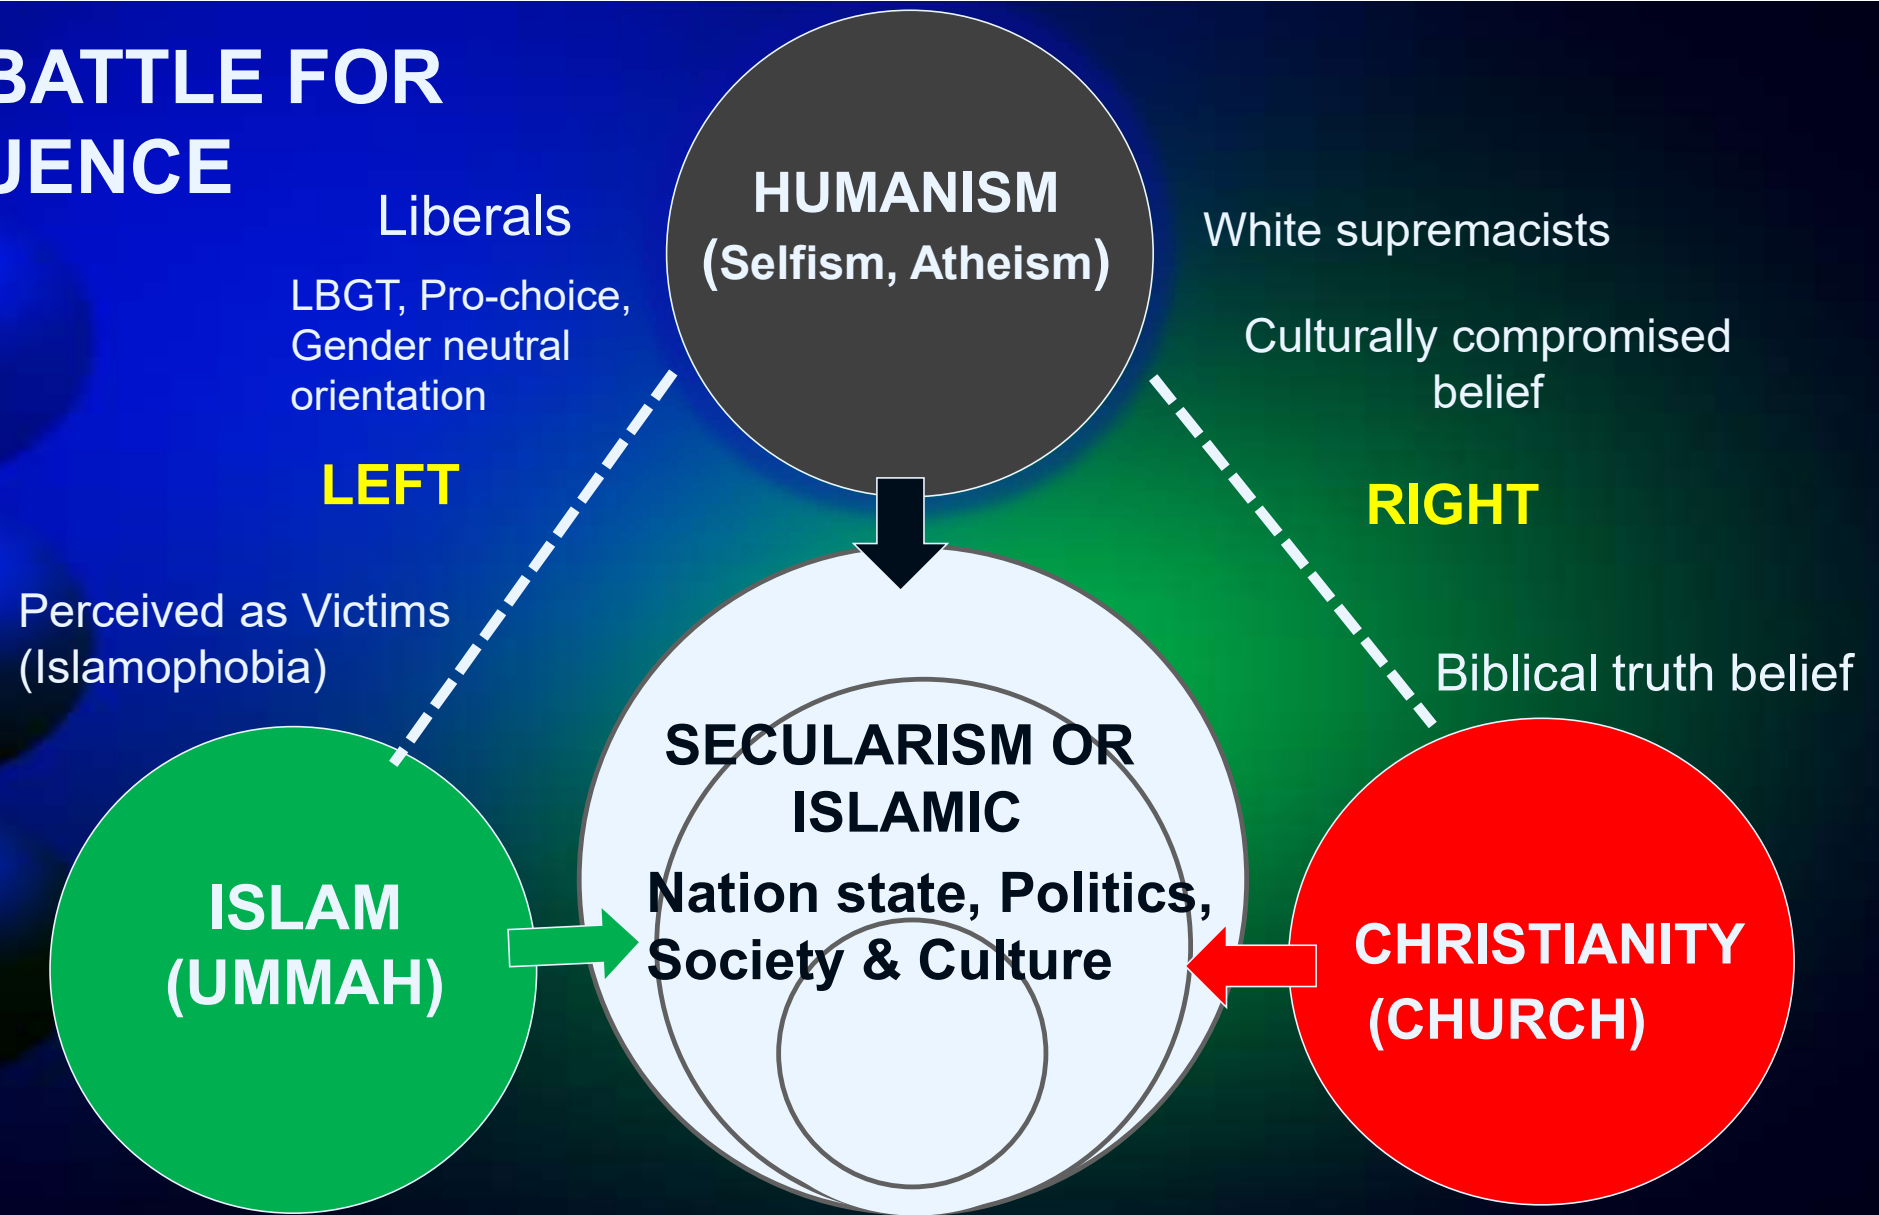 BATTLE FOR
UENCE
Liberals
LBGT, Pro-choice,
Gender neutral
orientation
LEFT
Perceived as Victims
(Islamophobia)
HUMANISM
(Selfism, Atheism)
White supremacists
Culturally compromised
belief
RIGHT
Biblical truth belief
SECULARISM OR
ISLAMIC
Nation state, Politics,
Society & Culture
ISLAM
(UMMAH)
CHRISTIANITY
(CHURCH)